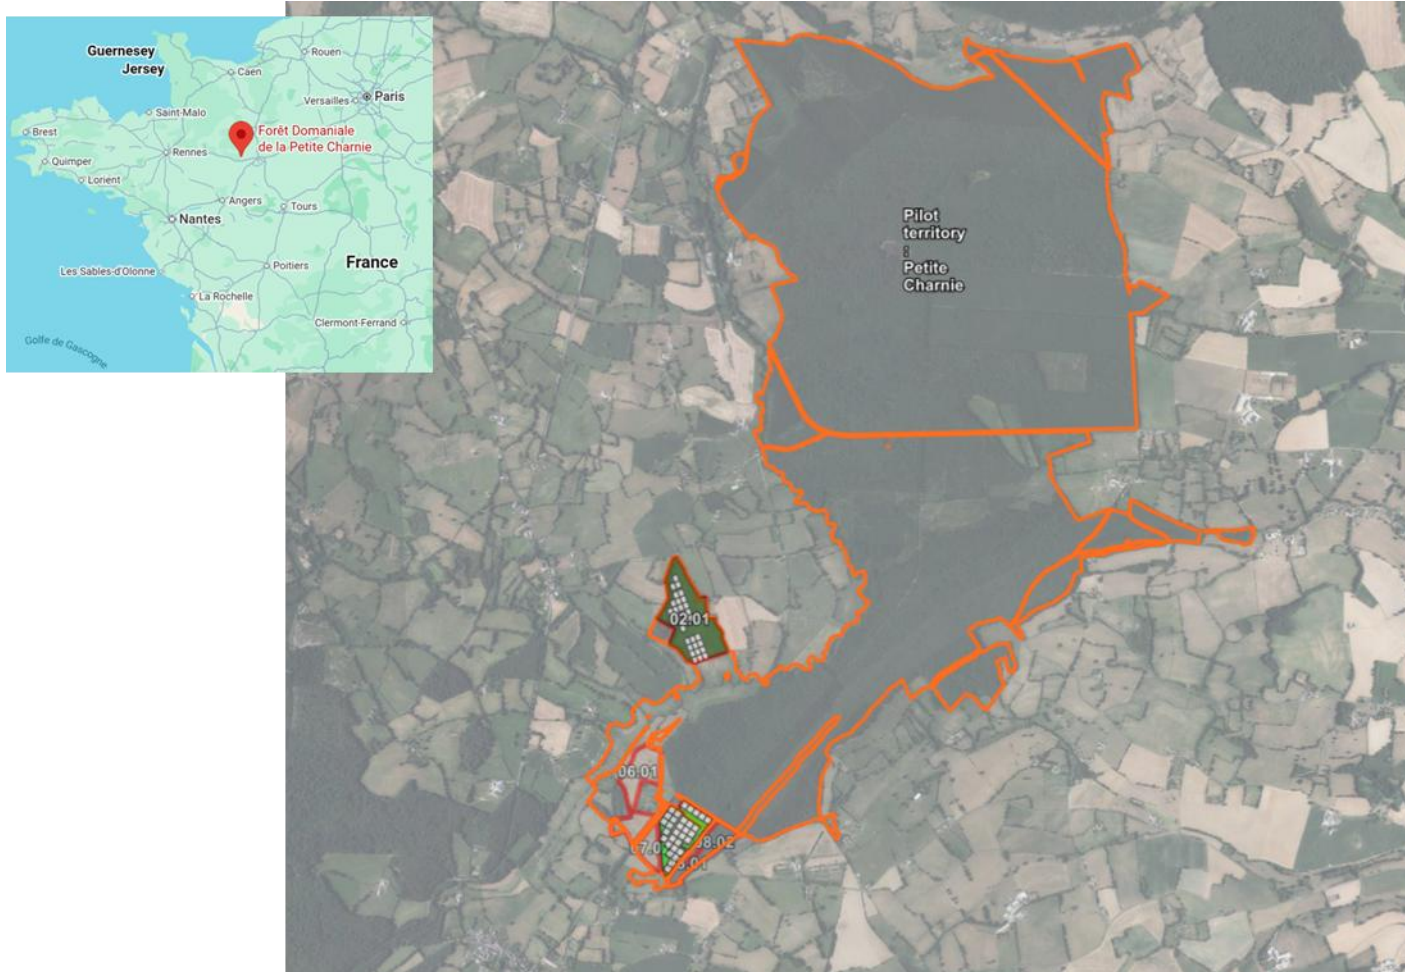 Guernesey
Jersey
Rouen
Caen
Versailles
Paris
Saint-Malo
Forêt Domaniale
de la Petite Charnie
Brest
Rennes
Quimper
Lorient
Angers
Tours
Nantes
France
Les Sables-d'Olonne
Poitiers
La Rochelle
Clermont-Ferrand
Golfe de Gascogne
Pilot
territory
:
Petite
Charnie
02.01
06.01
08.02